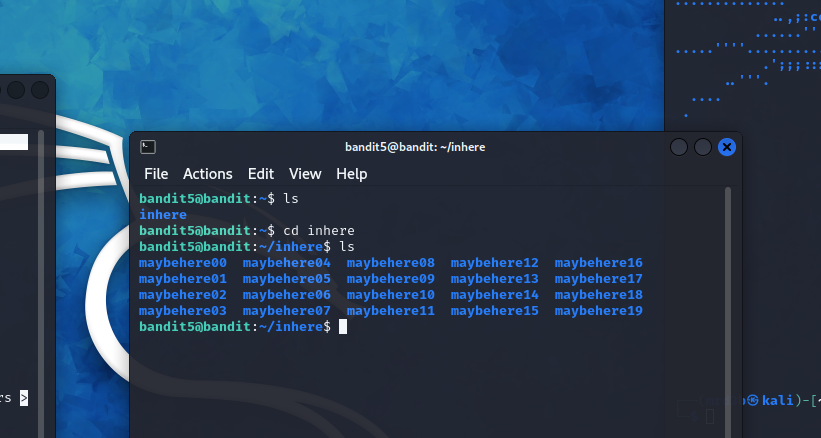 bandit5@bandit: ~/inhere
File Actions Edit View Help
bandit5@bandit:~$ ls
inhere
bandit5@bandit:~$ cd inhere
bandit5@bandit:~/inhere$ ls
maybehere00 maybehere04 maybehere08 maybehere12 maybehere16
maybehere01 maybehere05 maybehere09 maybehere13 maybehere17
maybehere02 maybehere06 maybehere10 maybehere14 maybehere18
maybehere03 maybehere07 maybehere11 maybehere15 maybehere19
bandit5@bandit:~/inhere$
rs >
kali)-[~